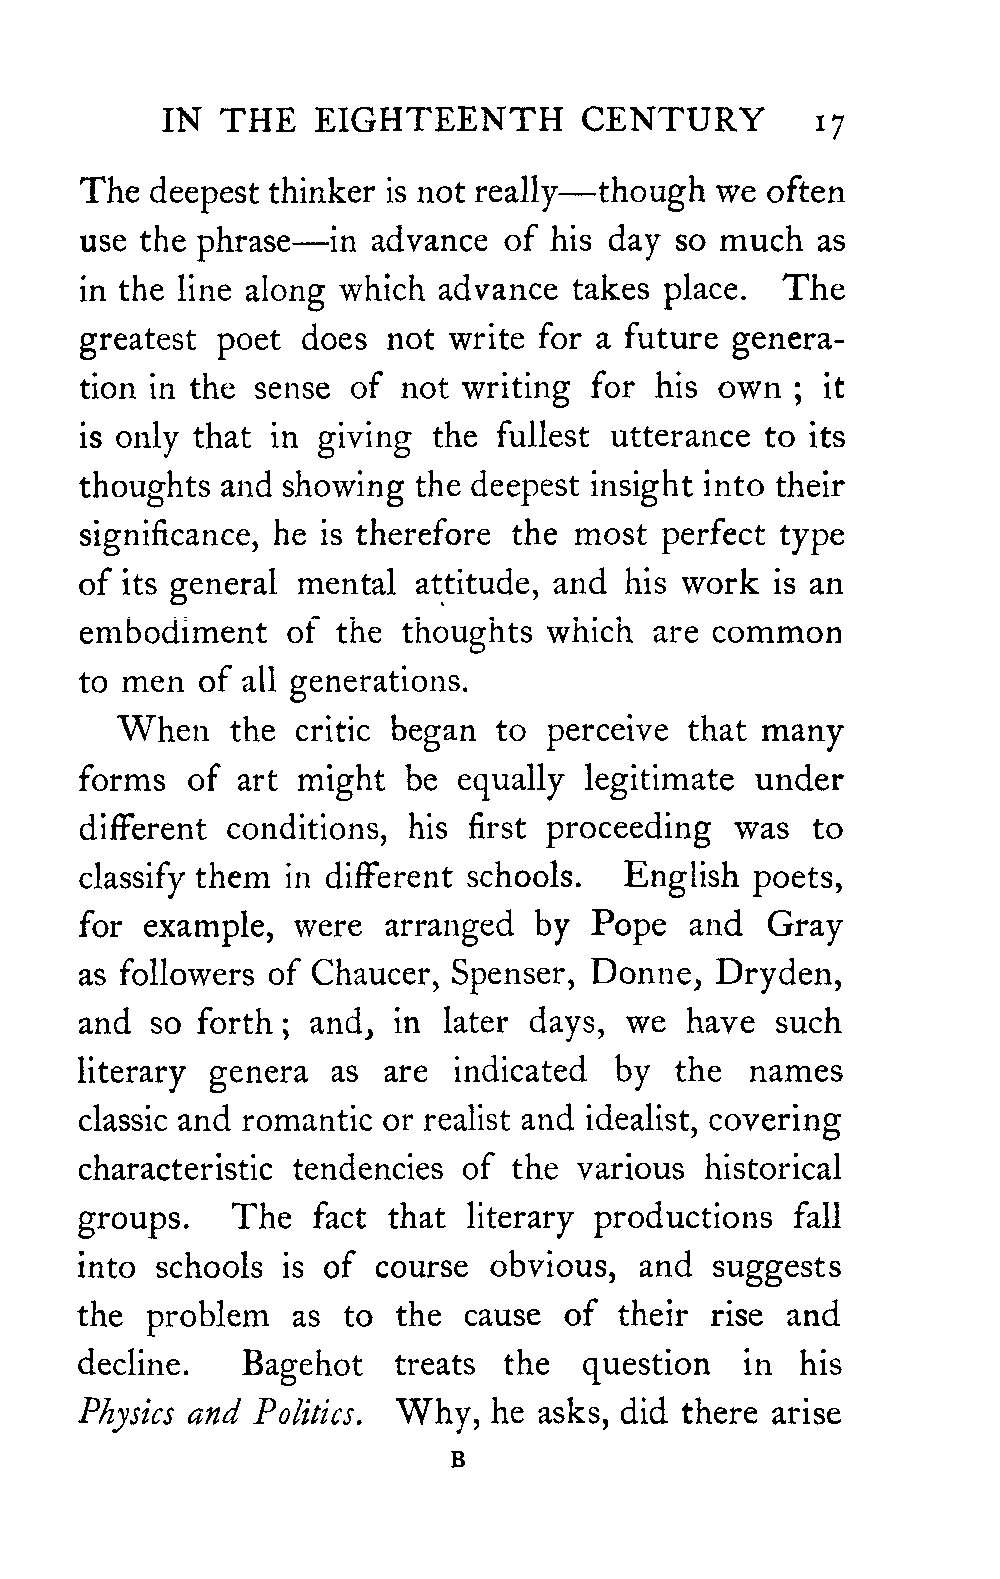 IN THE EIGHTEENTH CENTURY 17
The deepest thinker is not really—though we often
use the phrase—in advance of his day so much as
in the line along which advance takes place. The
greatest poet does not write for a future genera-
tion in the sense of not writing for his own ; it
is only that in giving the fullest utterance to its
thoughts and showing the deepest insight into their
significance, he is therefore the most perfect type
of its general mental attitude, and his work is an
embodiment of the thoughts which are common
to men of all generations.
When the critic began to perceive that many
forms of art might be equally legitimate under
different conditions, his first proceeding was to
classify them in different schools. English poets,
for example, were arranged by Pope and Gray
as followers of Chaucer, Spenser, Donne, Dryden,
and so forth ; and, in later days, we have such
literary genera as are indicated by the names
classic and romantic or realist and idealist, covering
characteristic tendencies of the various historical
groups. The fact that literary productions fall
into schools is of course obvious, and suggests
the problem as to the cause of their rise and
decline. Bagehot treats the question in his
Physics and Politics. Why, he asks, did there arise
B